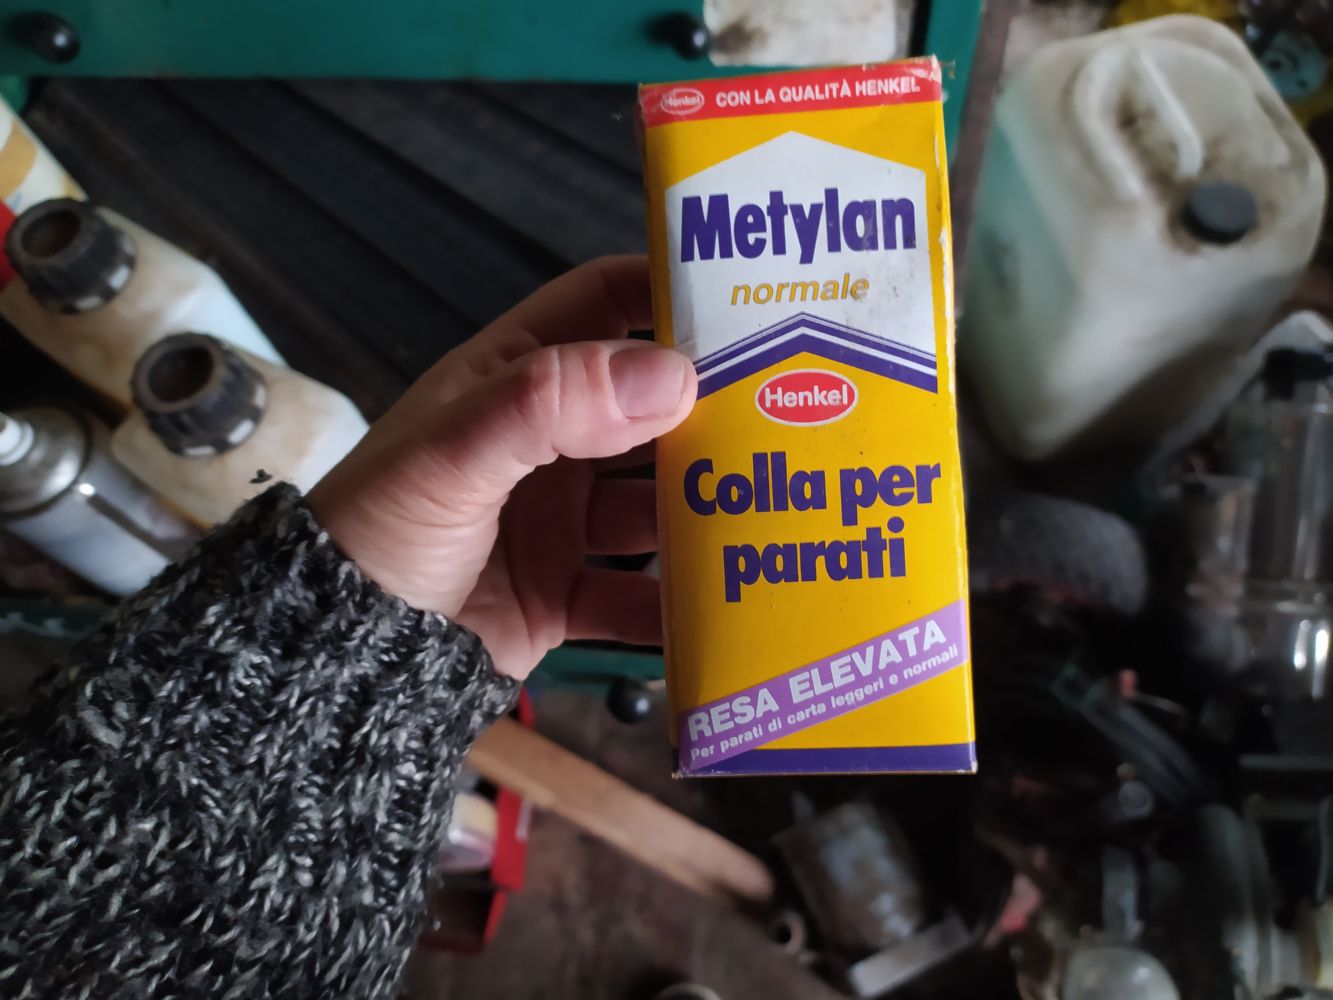 Henkel CON LA QUALITÀ HENKEL
Metylan
normale
Henkel
Colla per
parati
RESA ELEVATA
Per parati di carta leggeri e normali